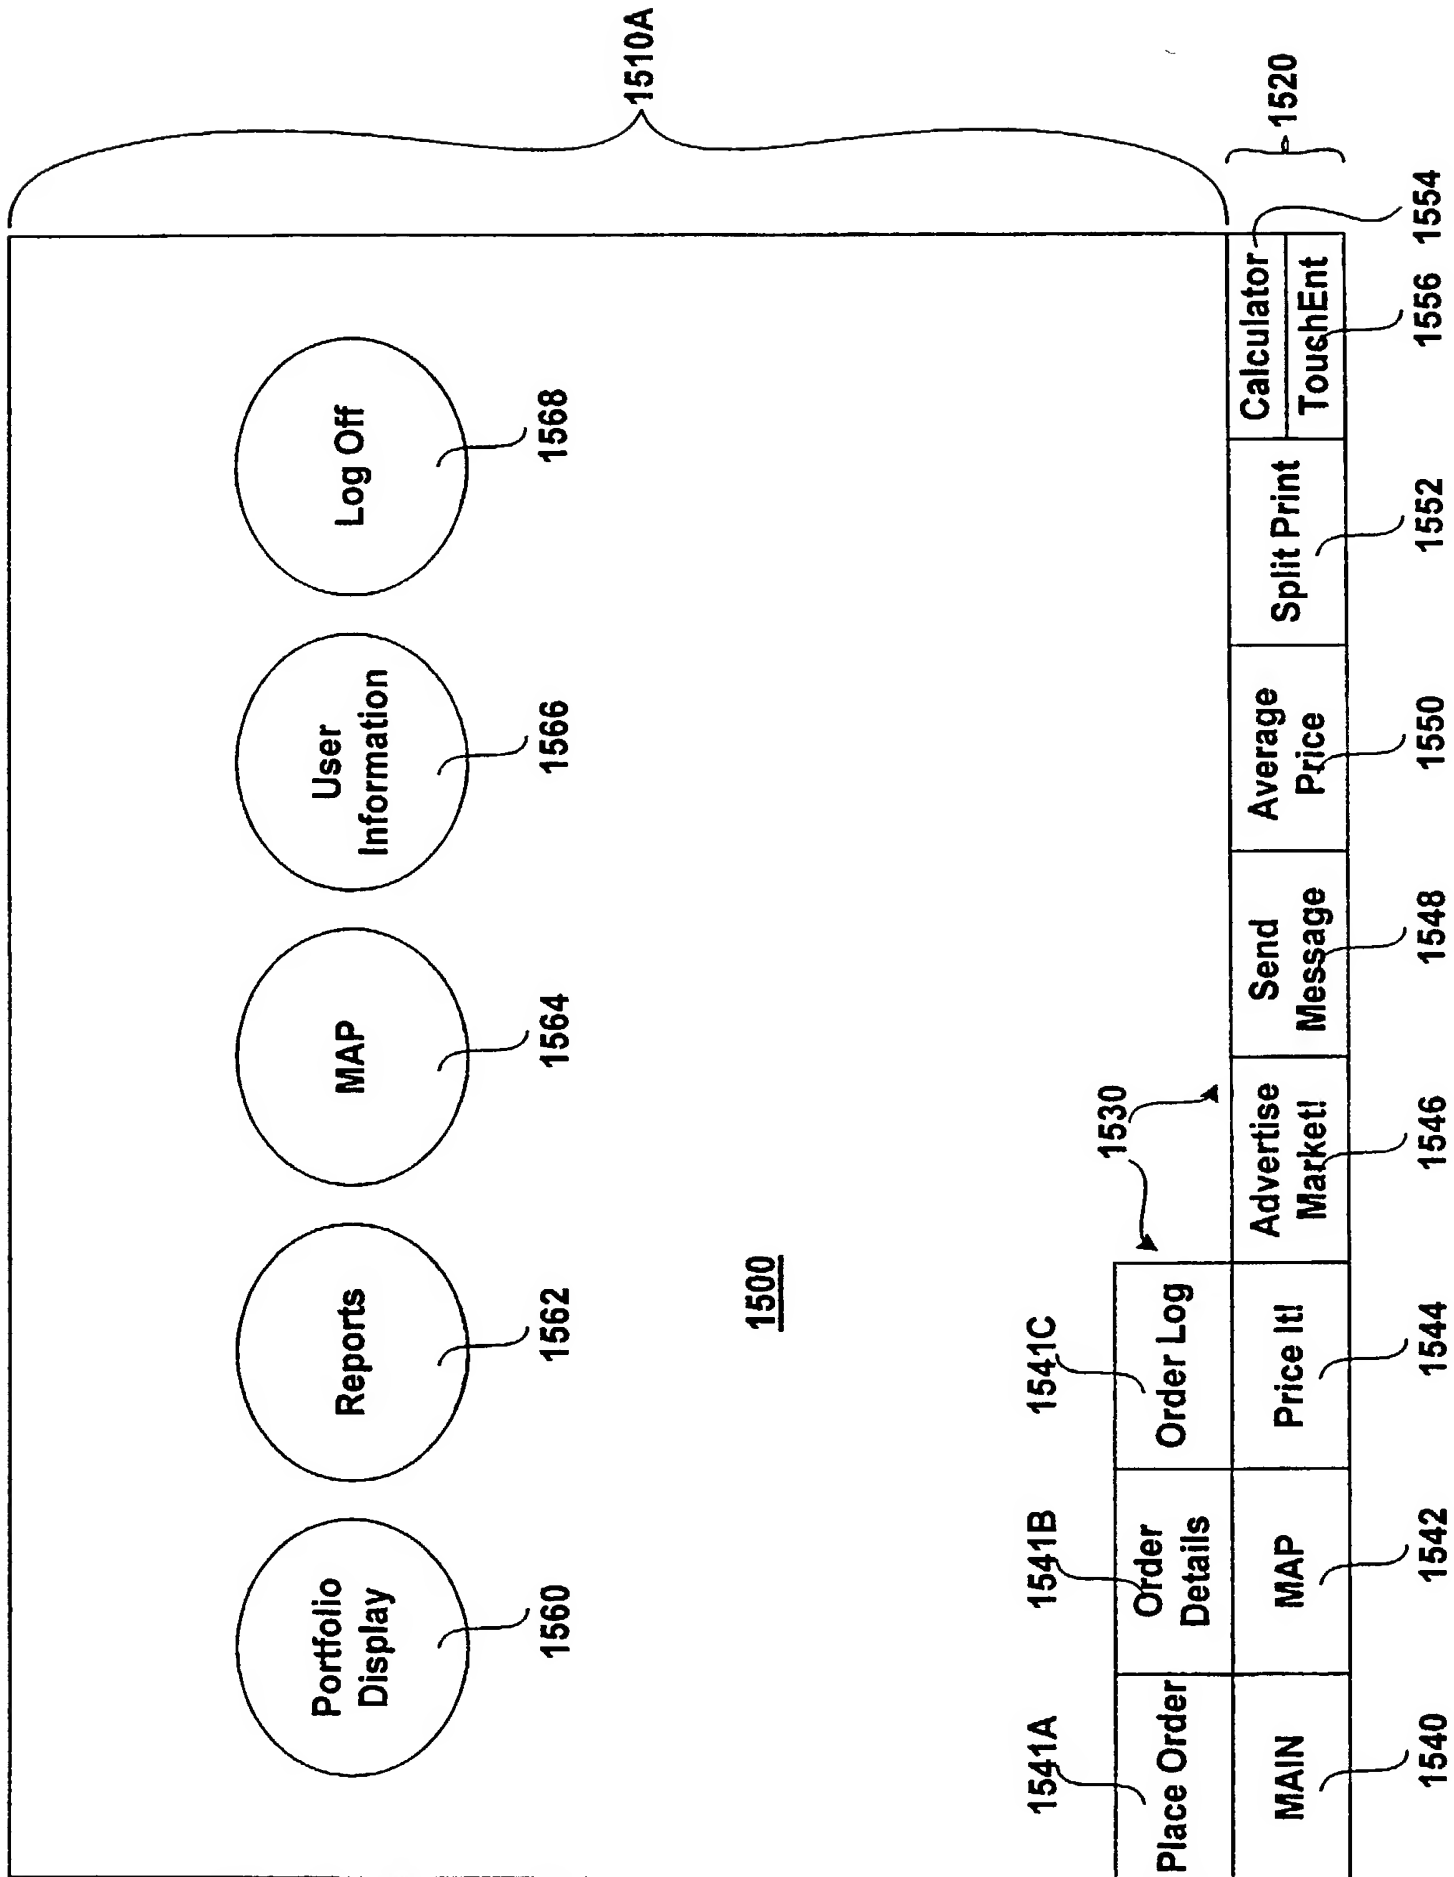 1510A
Portfolio
Display
1560
Reports
1562
MAP
1564
User
Information
1566
Log Off
1568
1500
1530
1541A
1541B
1541C
Place Order
Order
Details
Order Log
1520
MAIN
MAP
Price It!
Advertise
Market!
Send
Message
Average
Price
Split Print
Calculator
TouchEnt
1540
1542
1544
1546
1548
1550
1552
1556
1554